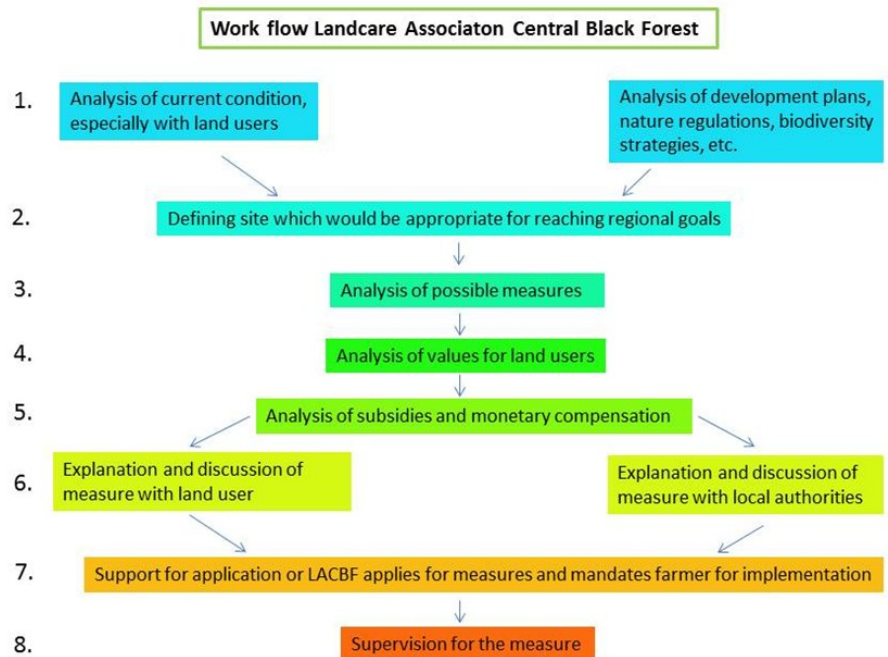 Work flow Landcare Associaton Central Black Forest
1.
Analysis of current condition,
especially with land users
Analysis of development plans,
nature regulations, biodiversity
strategies, etc.
2.
Defining site which would be appropriate for reaching regional goals
3.
Analysis of possible measures
4.
Analysis of values for land users
5.
Analysis of subsidies and monetary compensation
6.
Explanation and discussion of
measure with land user
Explanation and discussion of
measure with local authorities
7.
Support for application or LACBF applies for measures and mandates farmer for implementation
8.
Supervision for the measure